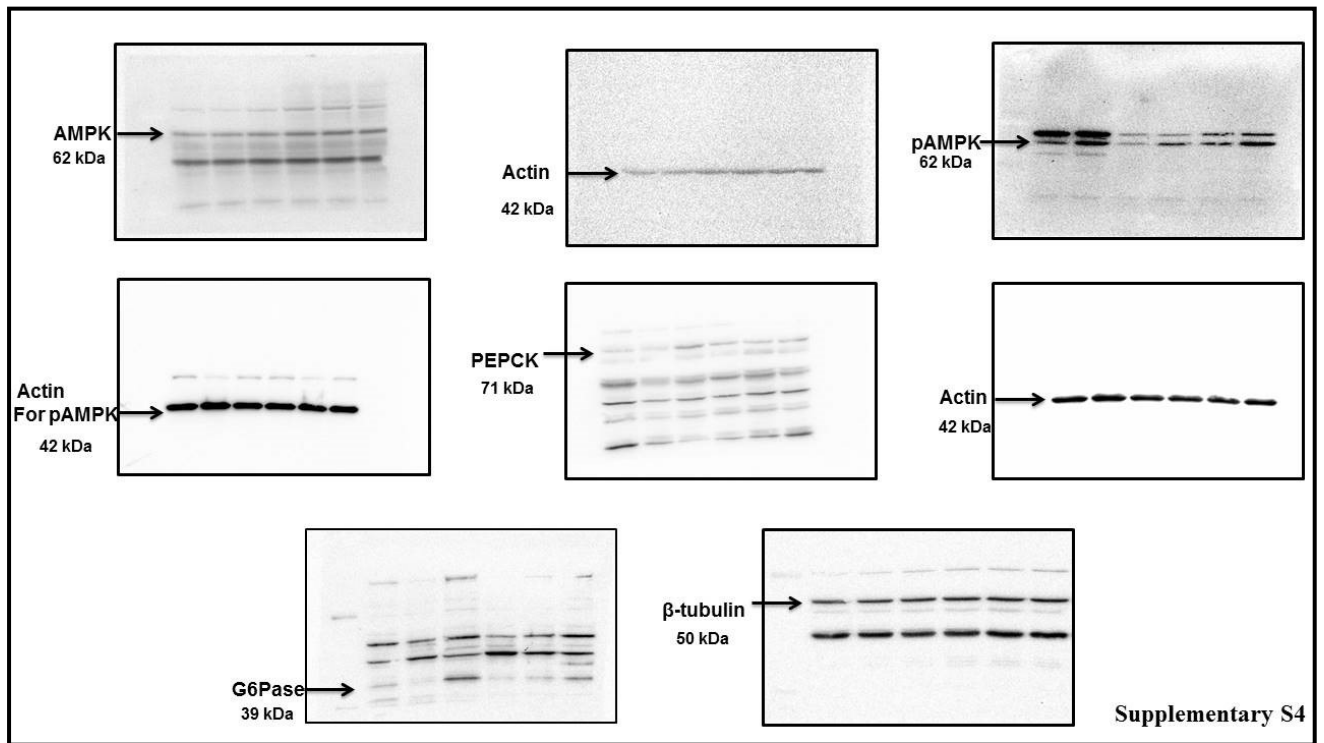 AMPK
62 kDa
Actin
42 kDa
pAMPK
62 kDa
Actin
For pAMPK
42 kDa
PEPCK
71 kDa
Actin
42 kDa
G6Pase
39 kDa
β-tubulin
50 kDa
Supplementary S4